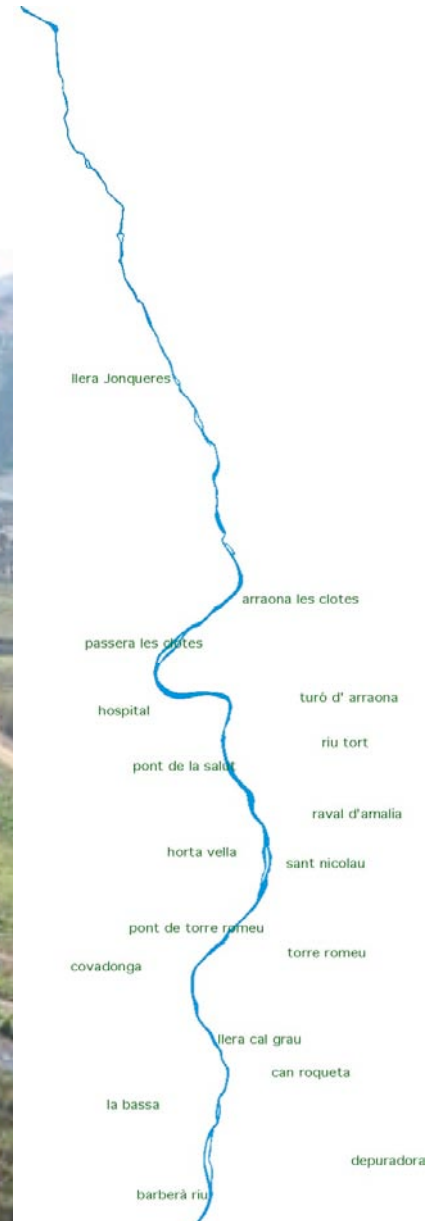 llera Jonqueres
arraona les clotes
passera les clotes
turó d' arraona
hospital
riu tort
pont de la salut
raval d'amalia
horta vella
sant nicolau
pont de torre romeu
torre romeu
covadonga
llera cal grau
can roqueta
la bassa
depuradora
barberà riu